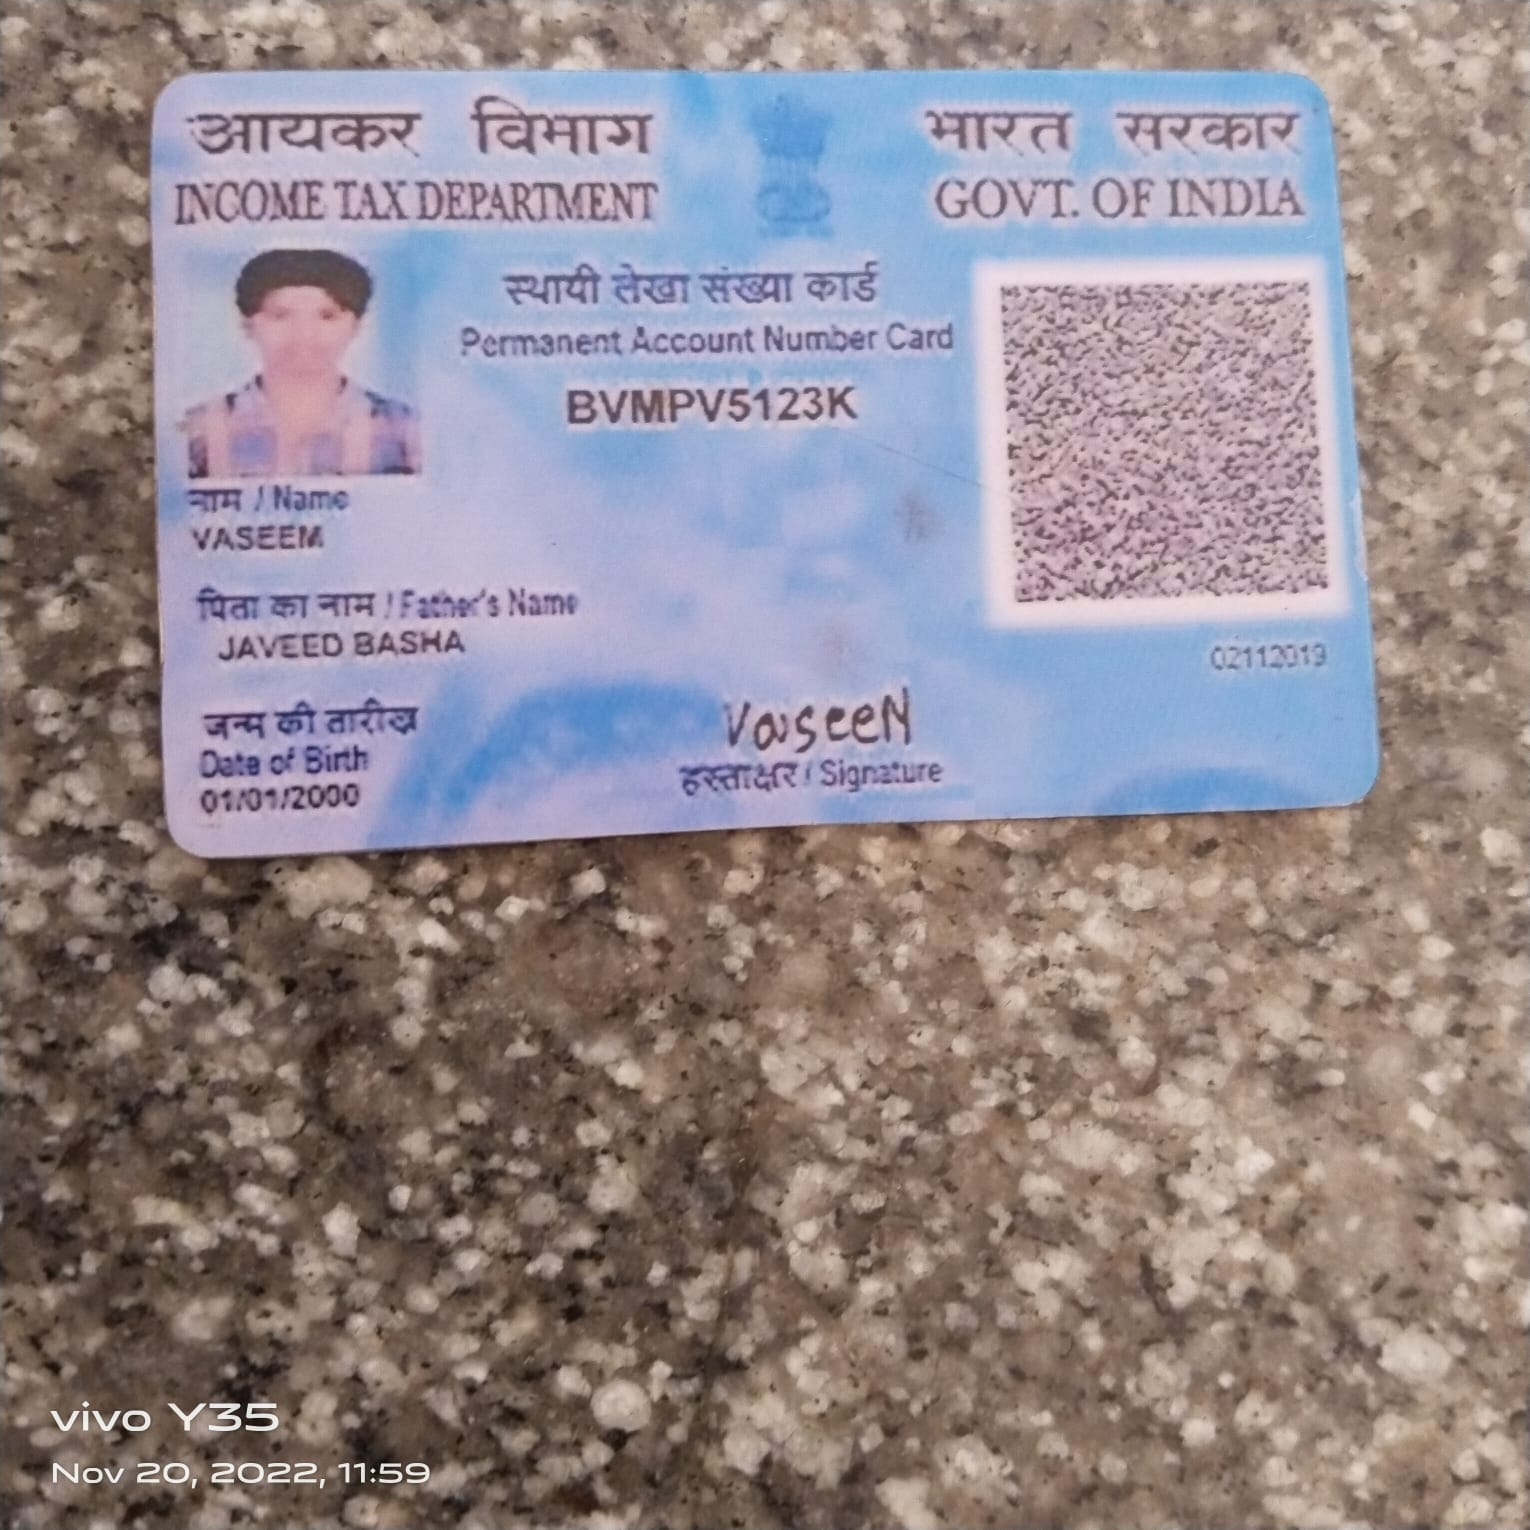 आयकर विभाग
INCOME TAX DEPARTMENT
भारत सरकार
GOVT. OF INDIA
स्थायी लेखा संख्या कार्ड
Permanent Account Number Card
BVMPV5123K
नाम / Name
VASEEM
पिता का नाम / Father's Name
JAVEED BASHA
02112019
जन्म की तारीख
Date of Birth
01/01/2000
VaseeM
हस्ताक्षर / Signature
vivo Y35
Nov 20, 2022, 11:59